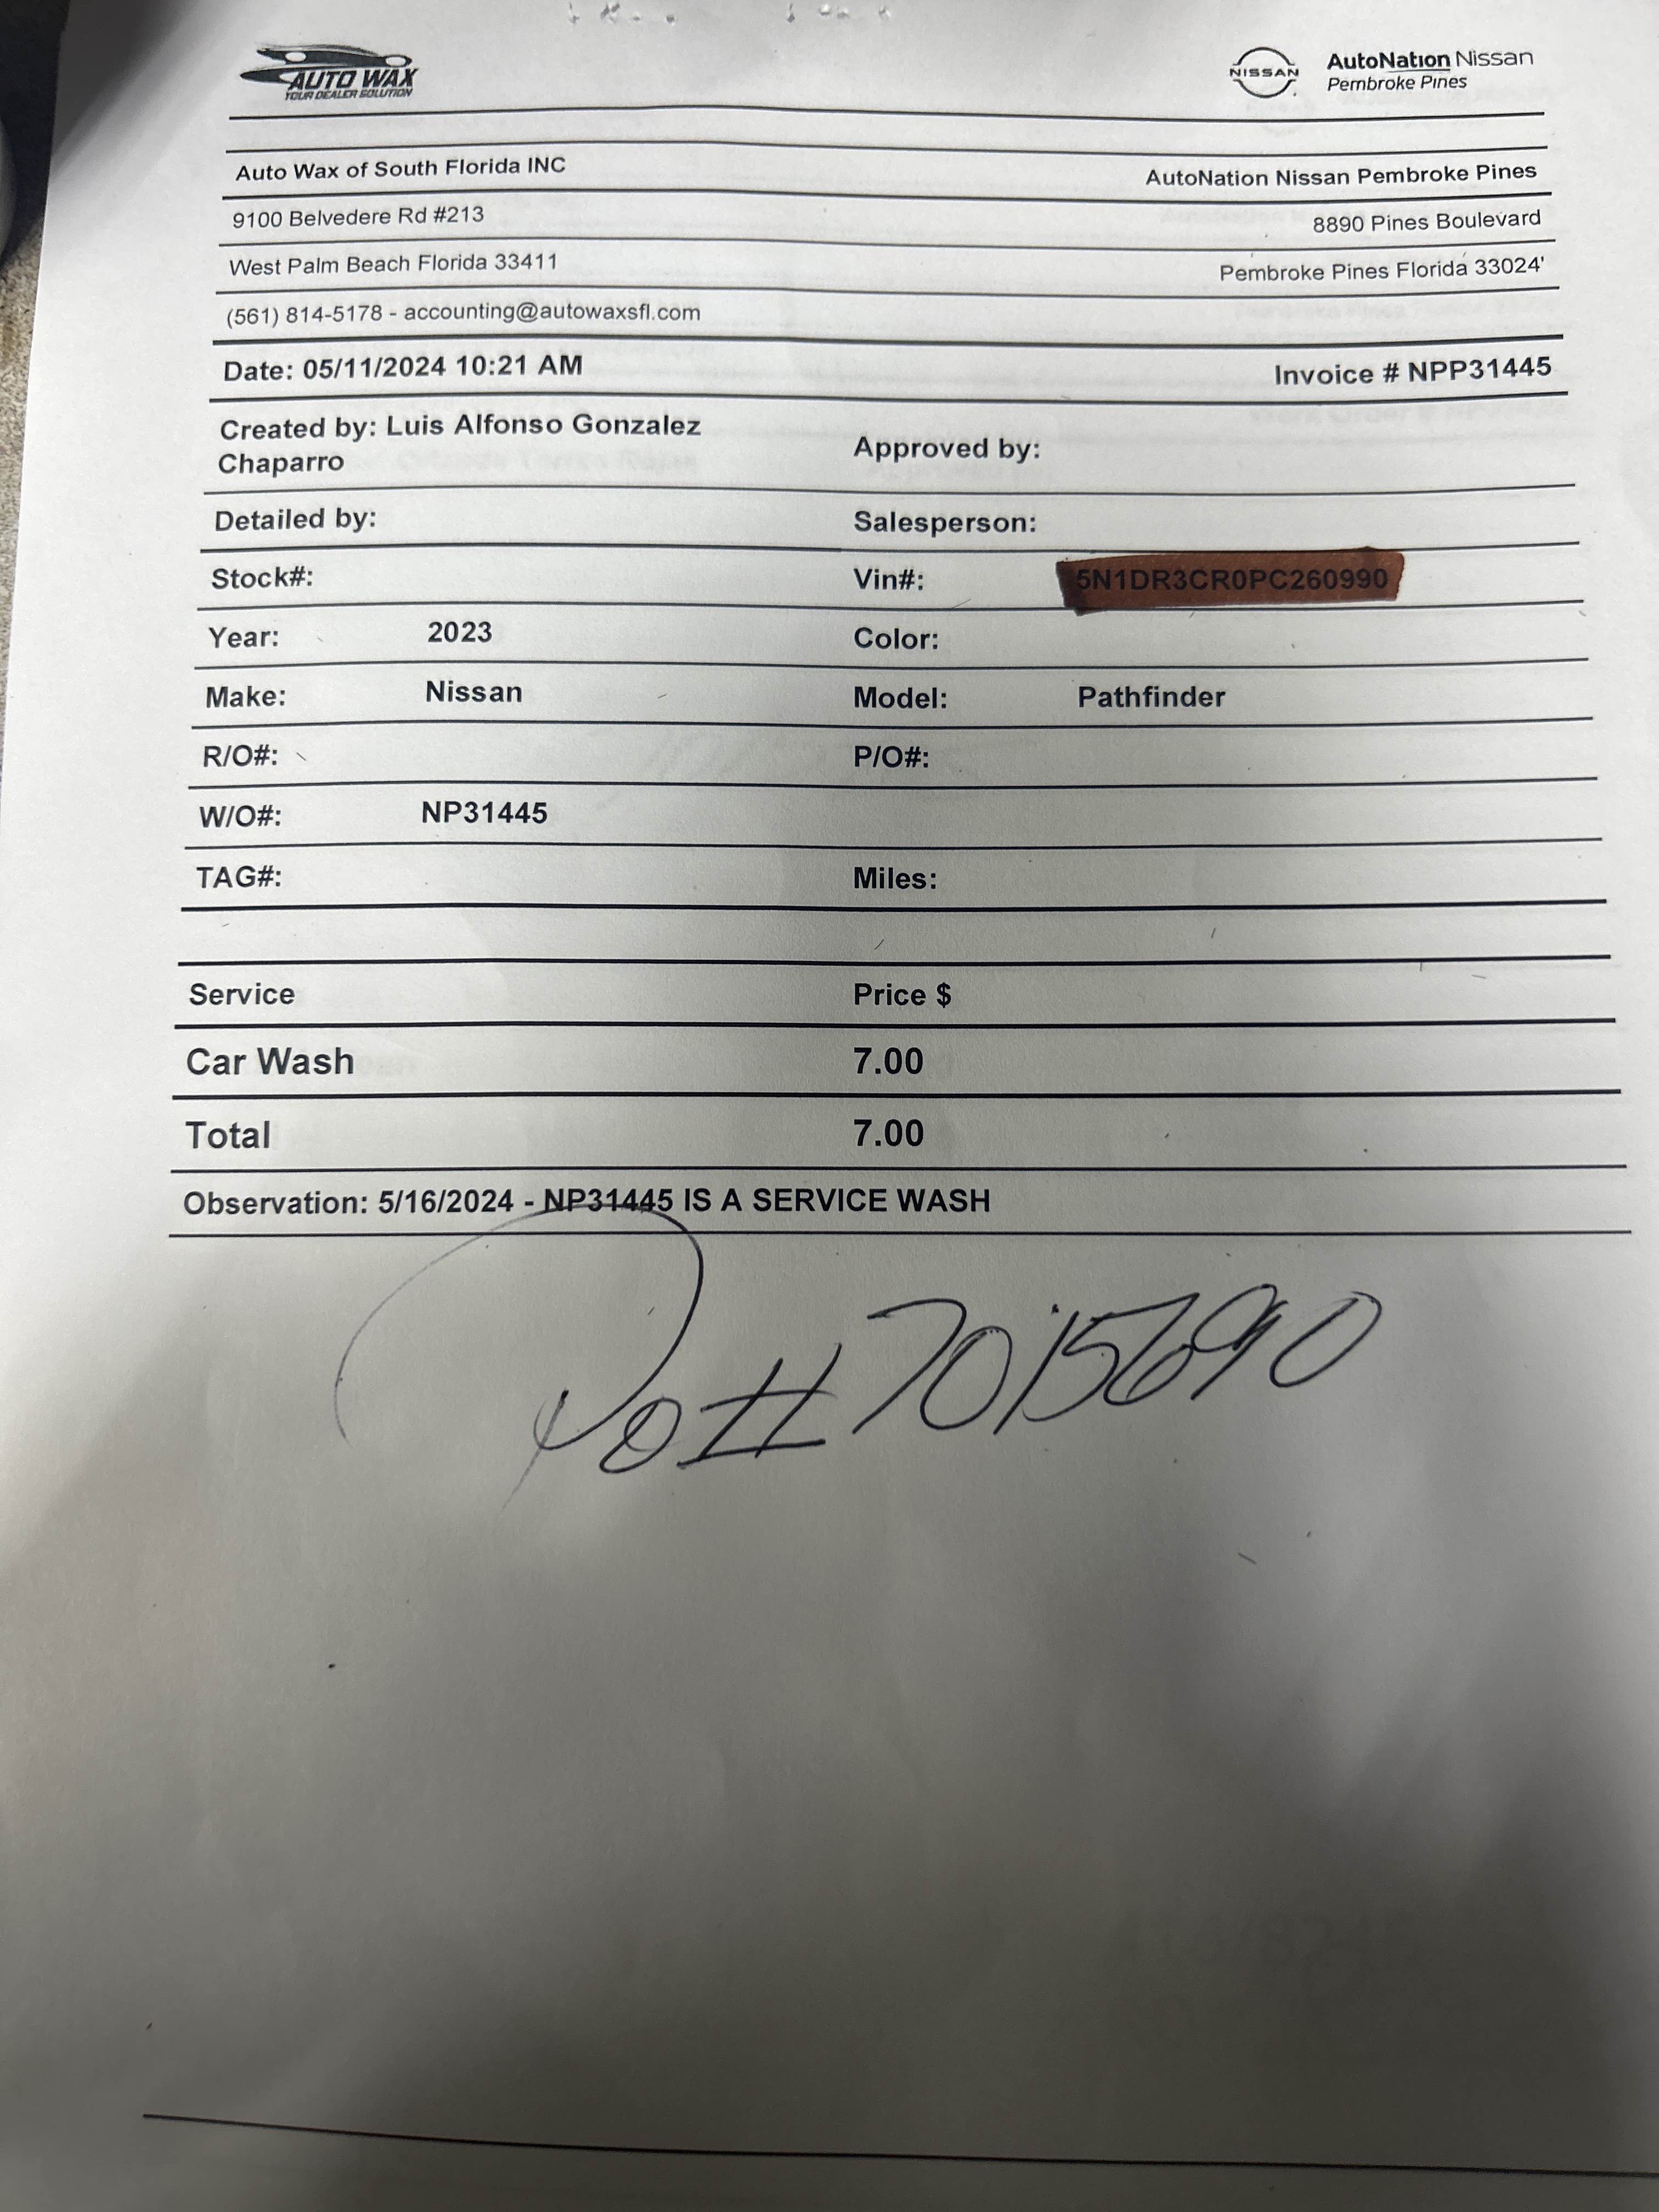 AUTO WAX
YOUR DEALER SOLUTION
NISSAN
AutoNation Nissan
Pembroke Pines
Auto Wax of South Florida INC
AutoNation Nissan Pembroke Pines
9100 Belvedere Rd #213
8890 Pines Boulevard
West Palm Beach Florida 33411
Pembroke Pines Florida 33024'
(561) 814-5178 - accounting@autowaxsfl.com
Date: 05/11/2024 10:21 AM
Invoice # NPP31445
Created by: Luis Alfonso Gonzalez
Chaparro
Approved by:
Detailed by:
Salesperson:
Stock#:
Vin#: 5N1DR3CR0PC260990
Year: 2023
Color:
Make: Nissan
Model: Pathfinder
R/O#:
P/O#:
W/O#: NP31445
TAG#:
Miles:
Service Price $
Car Wash 7.00
Total 7.00
Observation: 5/16/2024 - NP31445 IS A SERVICE WASH
Po# 7015690